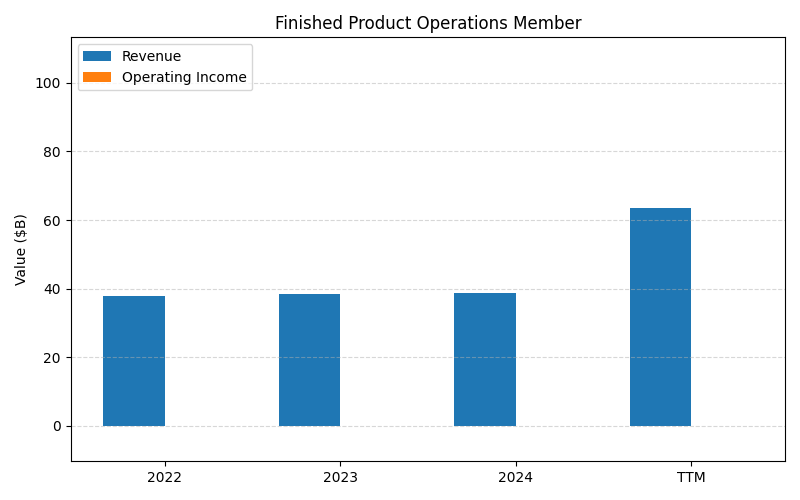 Finished Product Operations Member
Revenue
Operating Income
Value ($B)
100
80
60
40
20
0
2022
2023
2024
TTM